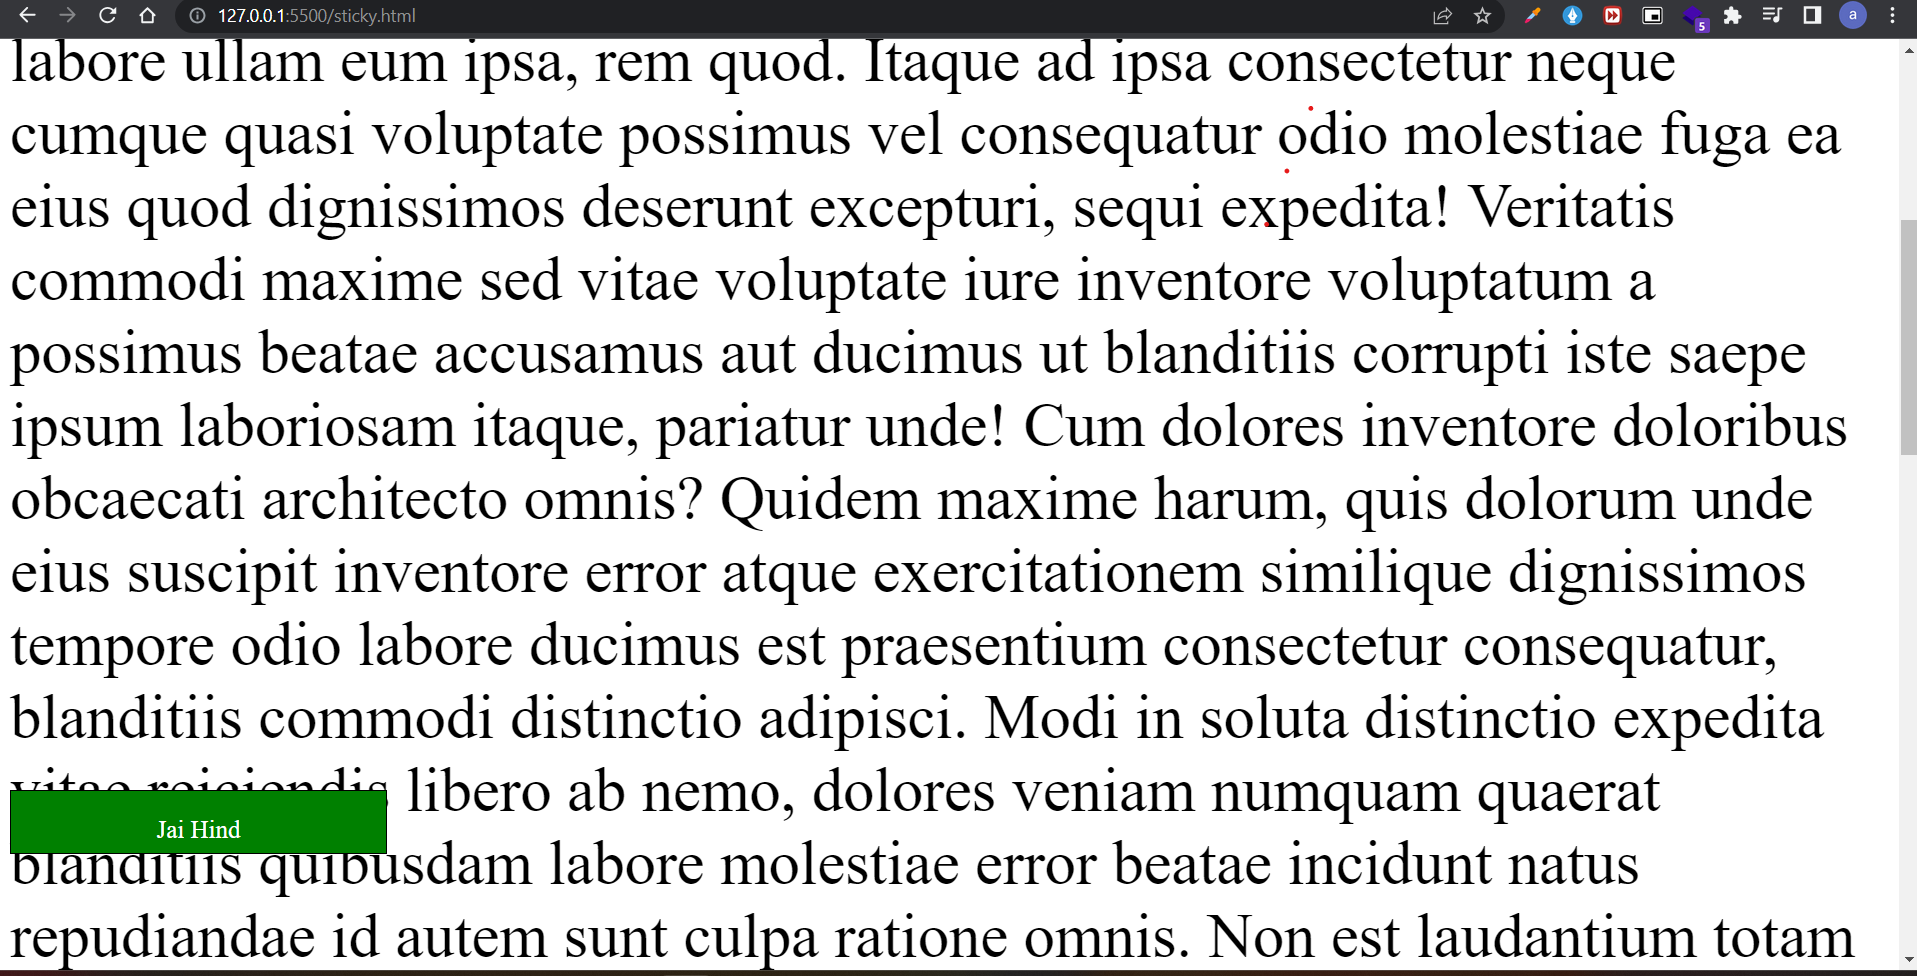 127.0.0.1:5500/sticky.html
5
a
labore ullam eum ipsa, rem quod. Itaque ad ipsa consectetur neque
cumque quasi voluptate possimus vel consequatur odio molestiae fuga ea
eius quod dignissimos deserunt excepturi, sequi expedita! Veritatis
commodi maxime sed vitae voluptate iure inventore voluptatum a
possimus beatae accusamus aut ducimus ut blanditiis corrupti iste saepe
ipsum laboriosam itaque, pariatur unde! Cum dolores inventore doloribus
obcaecati architecto omnis? Quidem maxime harum, quis dolorum unde
eius suscipit inventore error atque exercitationem similique dignissimos
tempore odio labore ducimus est praesentium consectetur consequatur,
blanditiis commodi distinctio adipisci. Modi in soluta distinctio expedita
vitae reiciendis libero ab nemo, dolores veniam numquam quaerat
Jai Hind
blanditiis quibusdam labore molestiae error beatae incidunt natus
repudiandae id autem sunt culpa ratione omnis. Non est laudantium totam